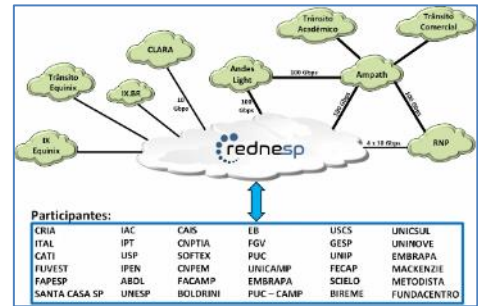 Trânsito
Académico
Trânsito
Comercial
CLARA
Andes
Light
100 Gbps
Ampath
Trânsito
Equinix
IX.BR
10
Gbps
100
Gbps
100 Gbps
100 Gbps
IX
Equinix
rednesp
4 x 10 Gbps
RNP
Participantes:
CRIA IAC CAIS EB USCS UNICSUL
ITAL IPT CNPTIA FGV GESP UNINOVE
CATI USP SOFTEX PUC UNIP EMBRAPA
FUVEST IPEN CNPEM UNICAMP FECAP MACKENZIE
FAPESP ABDL FACAMP EMBRAPA SCIELO METODISTA
SANTA CASA SP UNESP BOLDRINI PUC – CAMP BIREME FUNDACENTRO